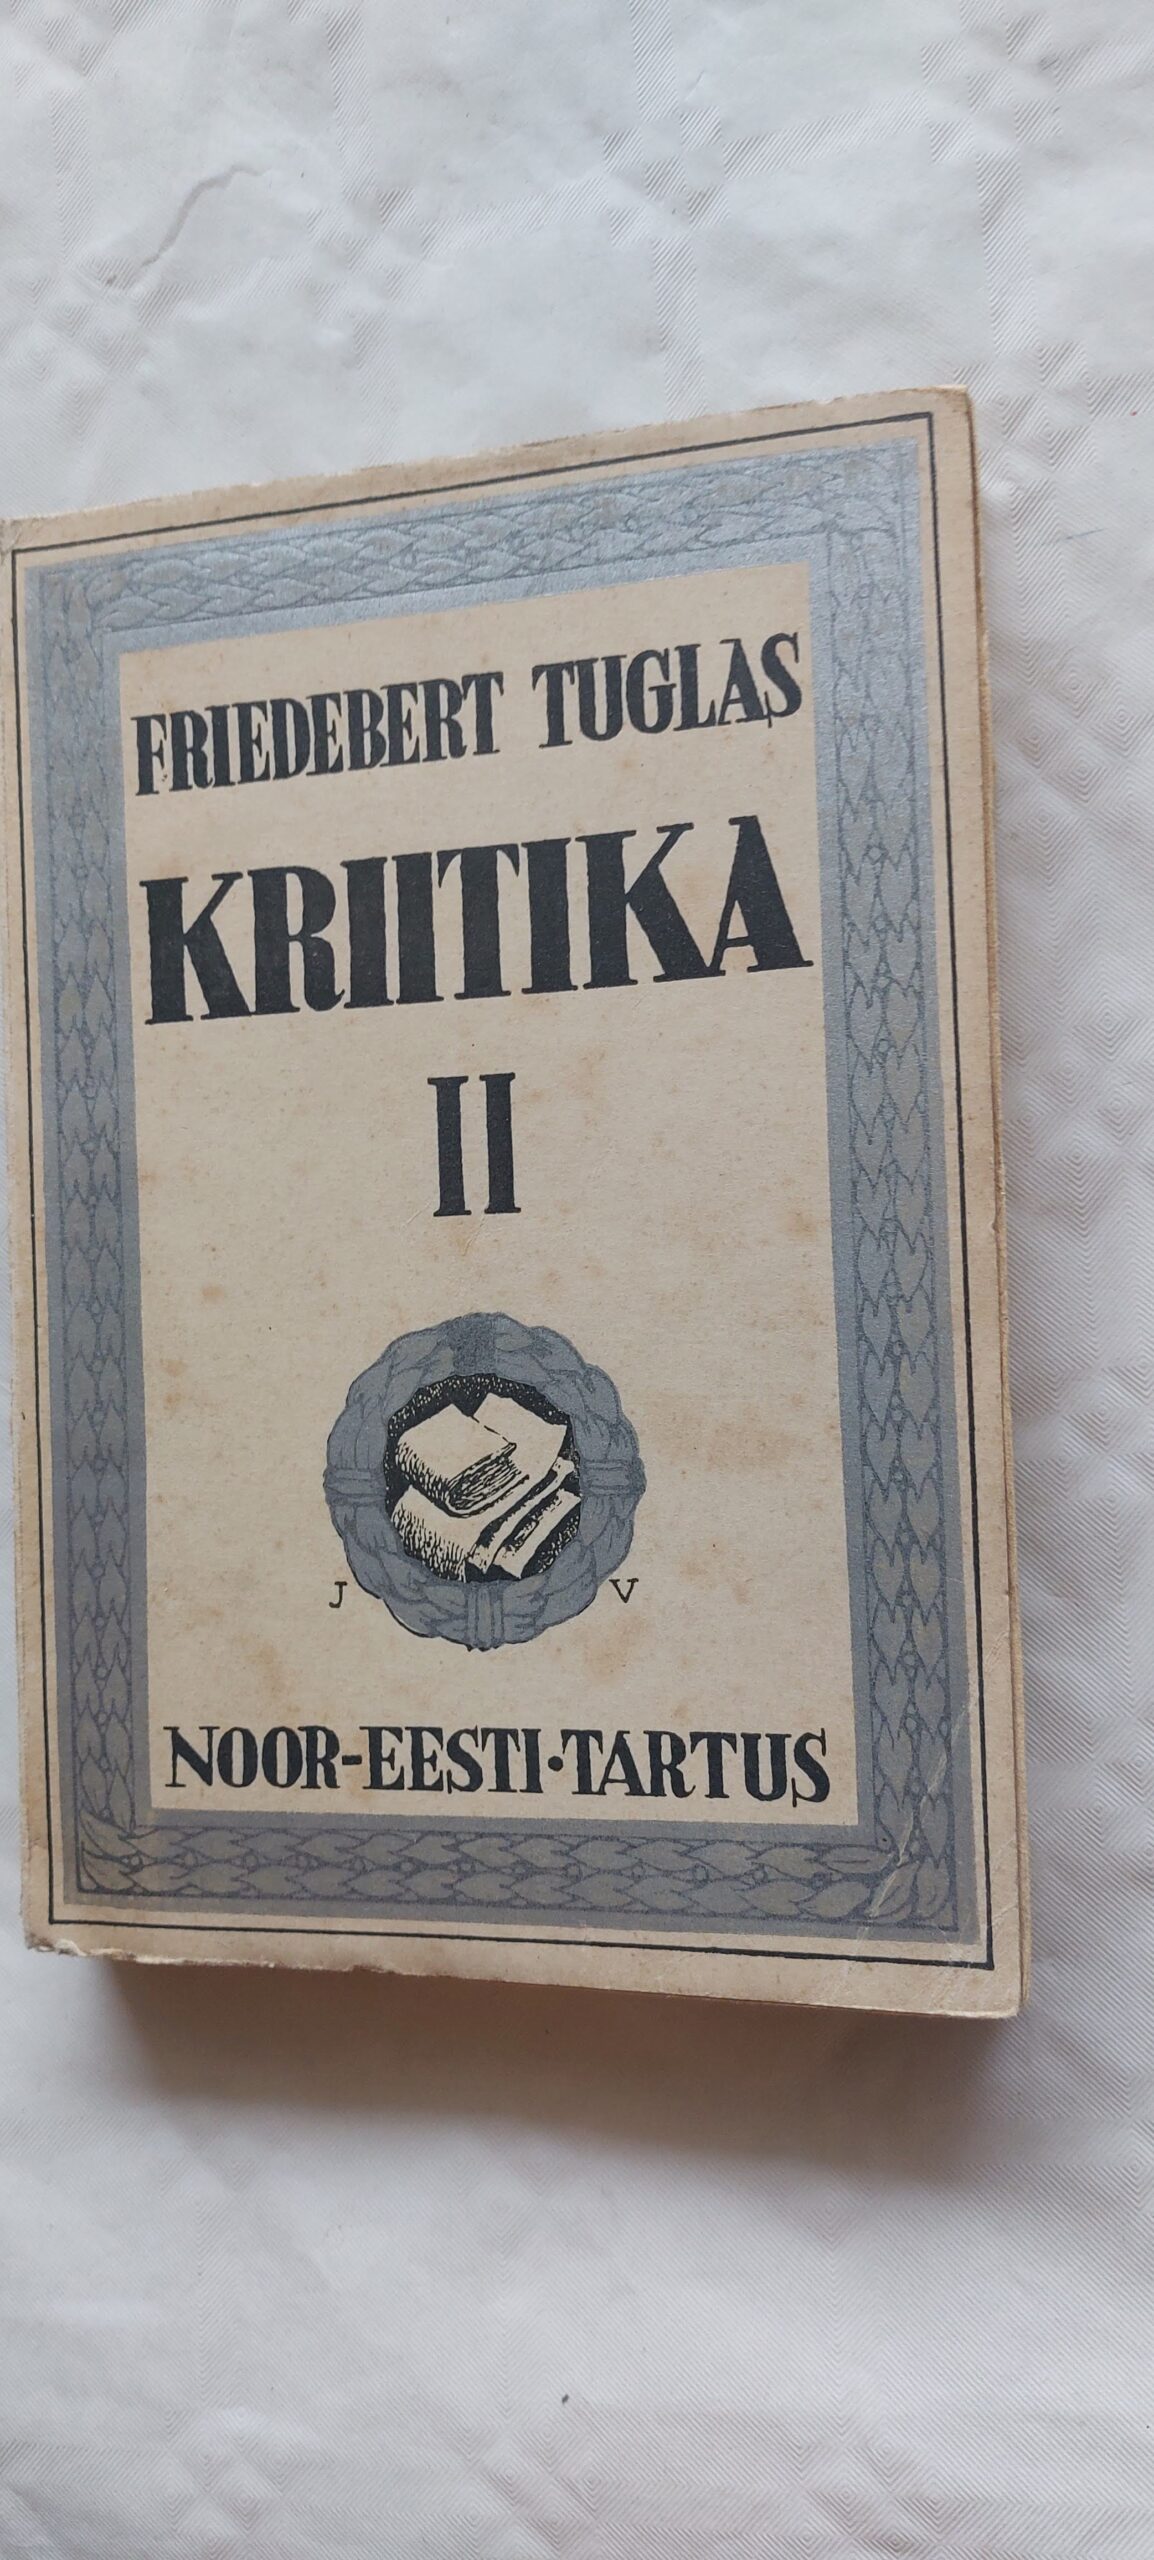 FRIEDEBERT TUGLAS
KRIITIKA
II
J V
NOOR-EESTI·TARTUS